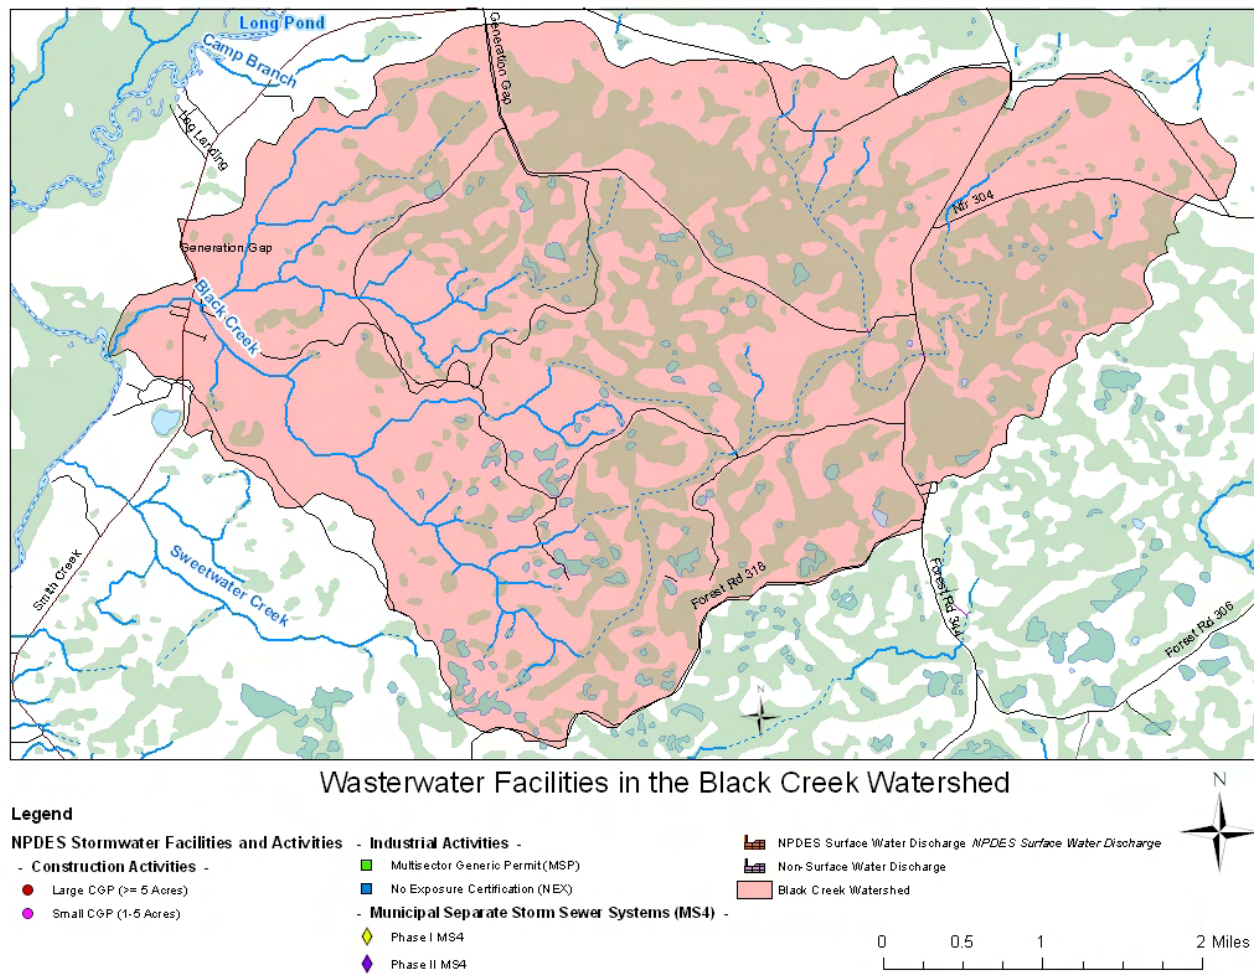 Long Pond
Camp Branch
Generation Gap
Hog Landing
Nfr 304
Generation Gap
Black Creek
Smith Creek
Sweetwater Creek
Forest Rd 318
Forest Rd 344
Forest Rd 306
N
Wasterwater Facilities in the Black Creek Watershed
N
Legend
NPDES Stormwater Facilities and Activities
- Construction Activities -
Large CGP (>= 5 Acres)
Small CGP (1-5 Acres)
- Industrial Activities -
Multisector Generic Permit (MSP)
No Exposure Certification (NEX)
- Municipal Separate Storm Sewer Systems (MS4) -
Phase I MS4
Phase II MS4
NPDES Surface Water Discharge NPDES Surface Water Discharge
Non-Surface Water Discharge
Black Creek Watershed
0 0.5 1 2 Miles